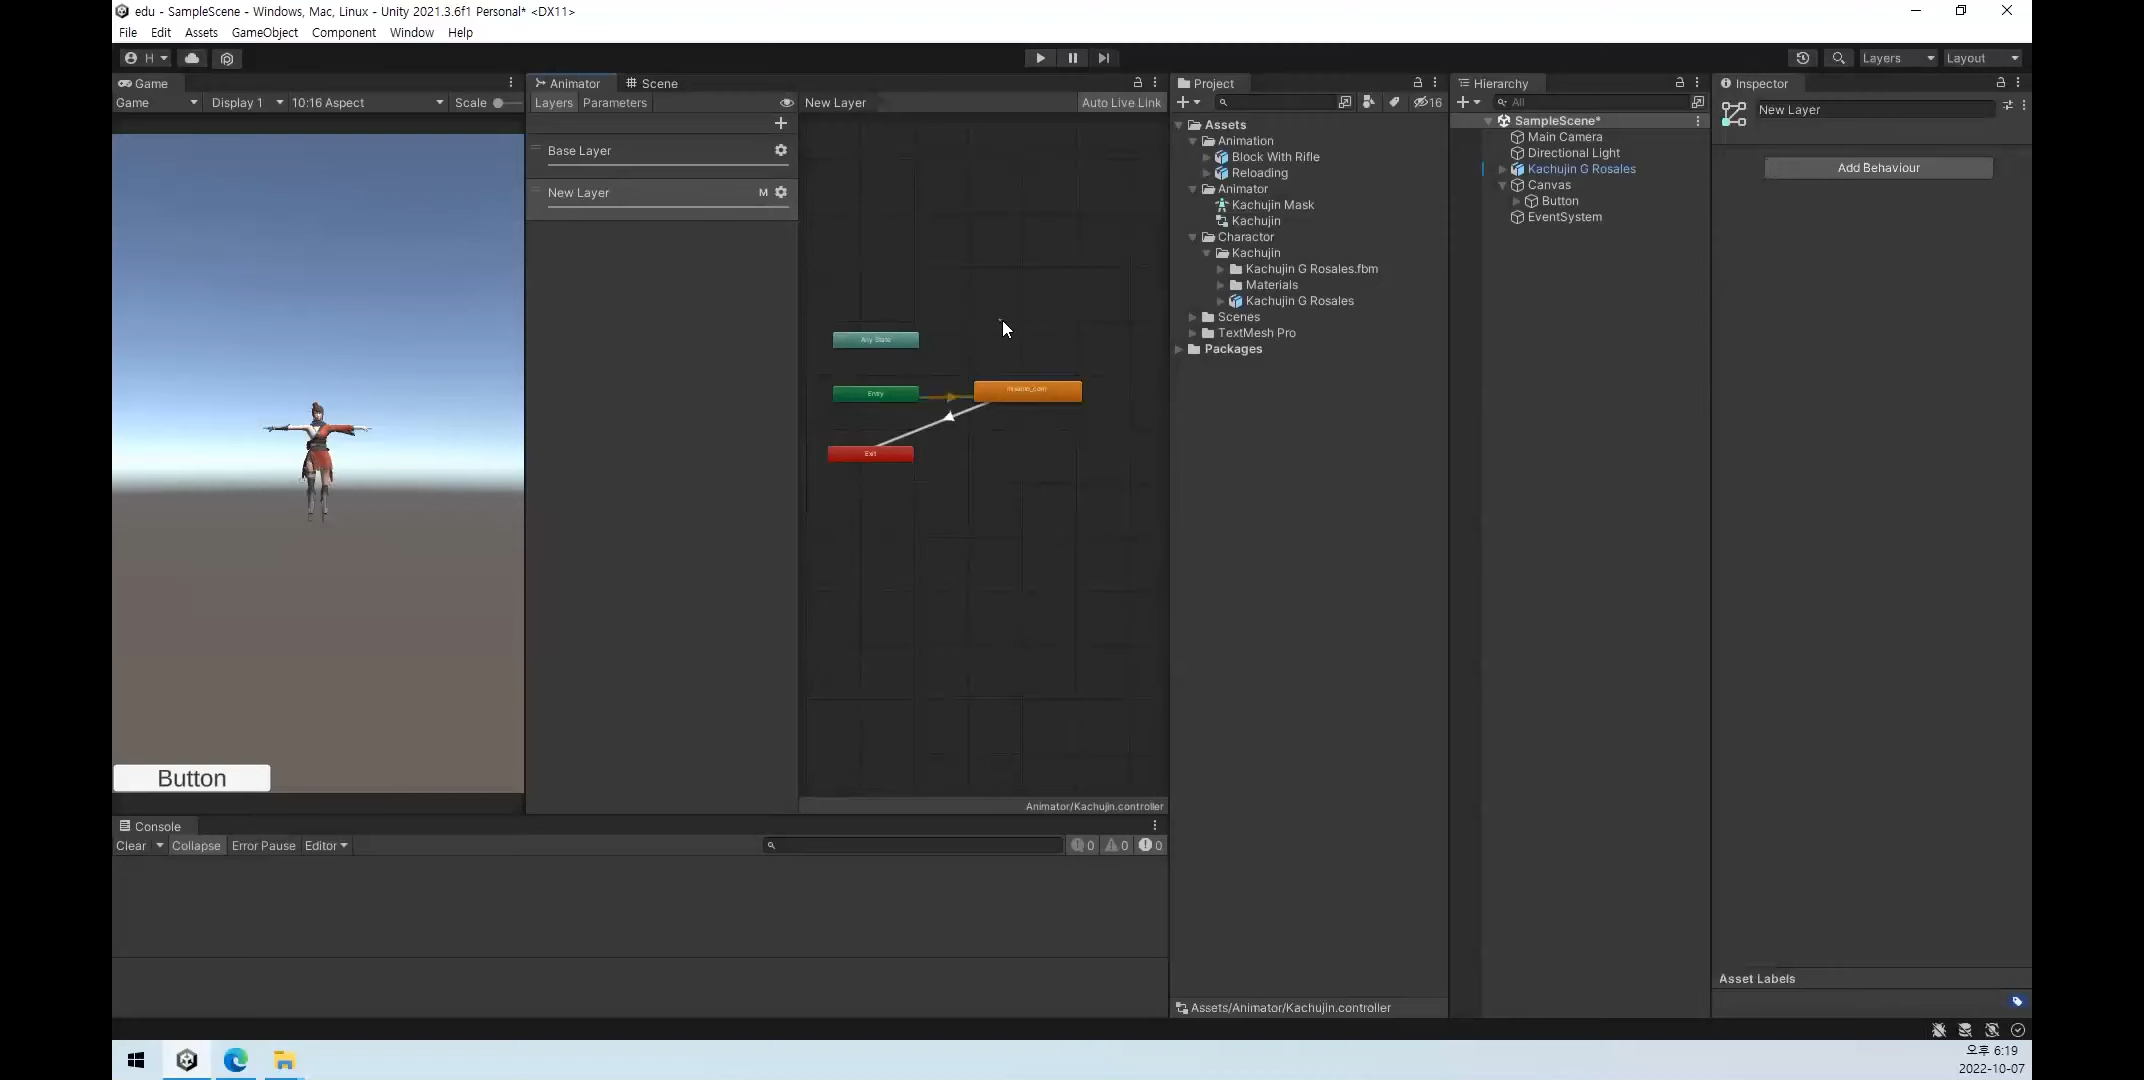 edu - SampleScene - Windows, Mac, Linux - Unity 2021.3.6f1 Personal* <DX11>
File Edit Assets GameObject Component Window Help
H
Layers Layout
Game
Game Display 1 10:16 Aspect Scale
Button
Animator Scene
Layers Parameters
New Layer Auto Live Link
Base Layer
New Layer M
Any State
Entry
Exit
Animator/Kachujin.controller
Project
16
Assets
Animation
Block With Rifle
Reloading
Animator
Kachujin Mask
Kachujin
Charactor
Kachujin
Kachujin G Rosales.fbm
Materials
Kachujin G Rosales
Scenes
TextMesh Pro
Packages
Assets/Animator/Kachujin.controller
Hierarchy
All
SampleScene*
Main Camera
Directional Light
Kachujin G Rosales
Canvas
Button
EventSystem
Inspector
New Layer
Add Behaviour
Asset Labels
Console
Clear Collapse Error Pause Editor
0 0 0
오후 6:19
2022-10-07